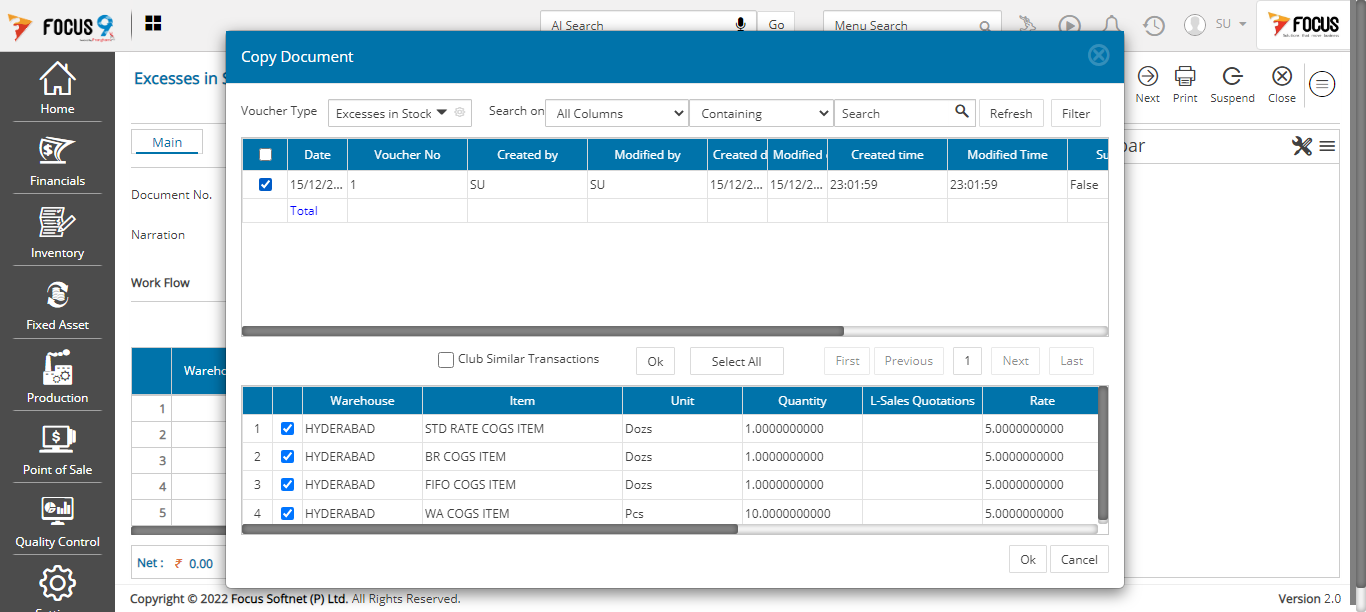 FOCUS 9
AI Search
Go
Menu Search
SU
FOCUS
Home
Financials
Inventory
Fixed Asset
Production
Point of Sale
Quality Control
Excesses in S
Next
Print
Suspend
Close
Main
Document No.
Narration
Work Flow
Wareho
1
2
3
4
5
Net : ₹ 0.00
Copy Document
Voucher Type
Excesses in Stock
Search on
All Columns
Containing
Search
Refresh
Filter
Date Voucher No Created by Modified by Created d Modified Created time Modified Time Su
15/12/2... 1 SU SU 15/12/2... 15/12/2... 23:01:59 23:01:59 False
Total
Club Similar Transactions
Ok
Select All
First
Previous
1
Next
Last
Warehouse Item Unit Quantity L-Sales Quotations Rate
1 HYDERABAD STD RATE COGS ITEM Dozs 1.0000000000 5.0000000000
2 HYDERABAD BR COGS ITEM Dozs 1.0000000000 5.0000000000
3 HYDERABAD FIFO COGS ITEM Dozs 1.0000000000 5.0000000000
4 HYDERABAD WA COGS ITEM Pcs 10.0000000000 5.0000000000
Ok
Cancel
bar
Copyright © 2022 Focus Softnet (P) Ltd. All Rights Reserved.
Version 2.0